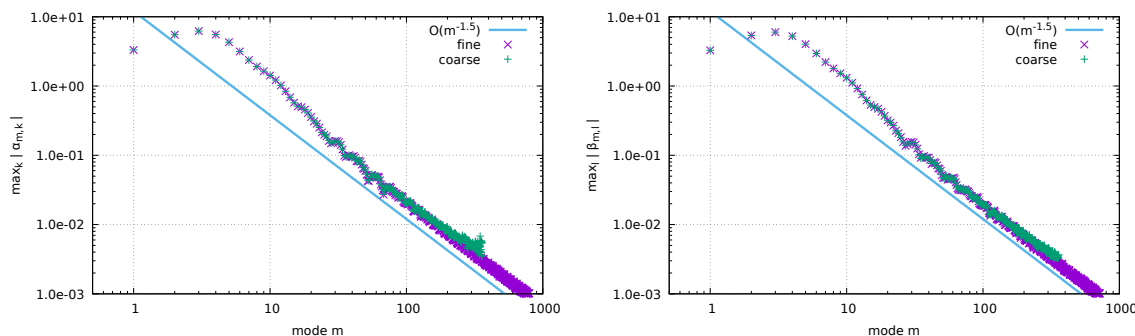 1.0e+01
1.0e+00
1.0e-01
1.0e-02
1.0e-03
max_k | α_{m,k} |
1 10 100 1000
mode m
O(m^{-1.5})
fine
coarse
1.0e+01
1.0e+00
1.0e-01
1.0e-02
1.0e-03
max_l | β_{m,l} |
1 10 100 1000
mode m
O(m^{-1.5})
fine
coarse